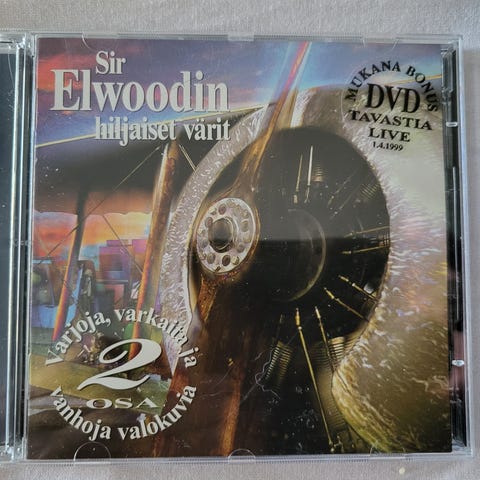 Sir
Elwoodin
hiljaiset värit
MUKANA BONUS
DVD
TAVASTIA
LIVE
1.4.1999
Varjoja, varkaita ja
2
OSA
vanhoja valokuvia